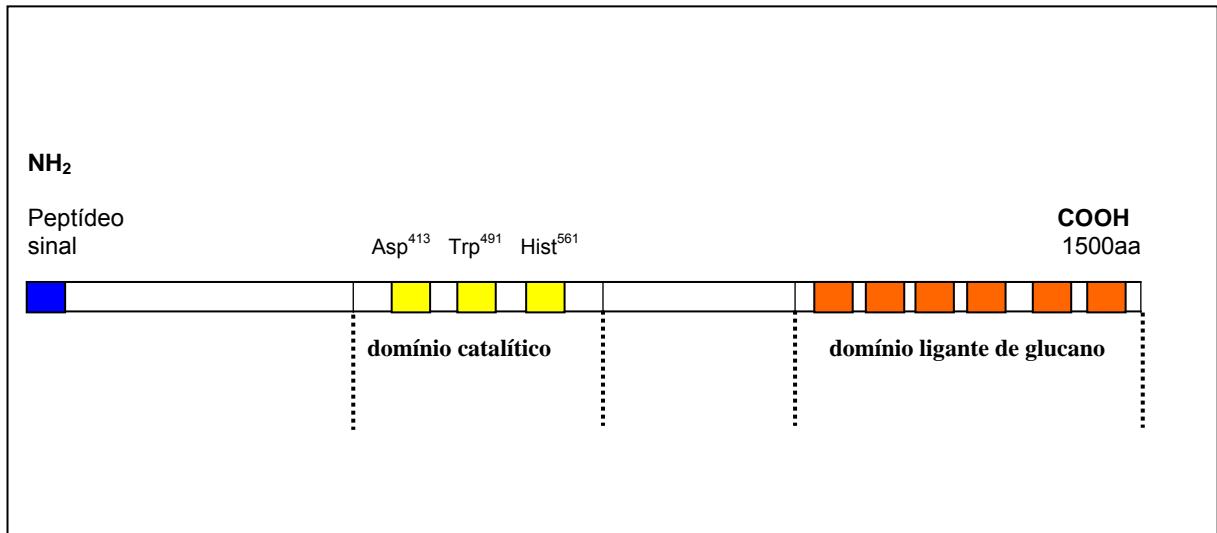 NH₂
Peptídeo
sinal
Asp⁴¹³ Trp⁴⁹¹ Hist⁵⁶¹
COOH
1500aa
domínio catalítico
domínio ligante de glucano